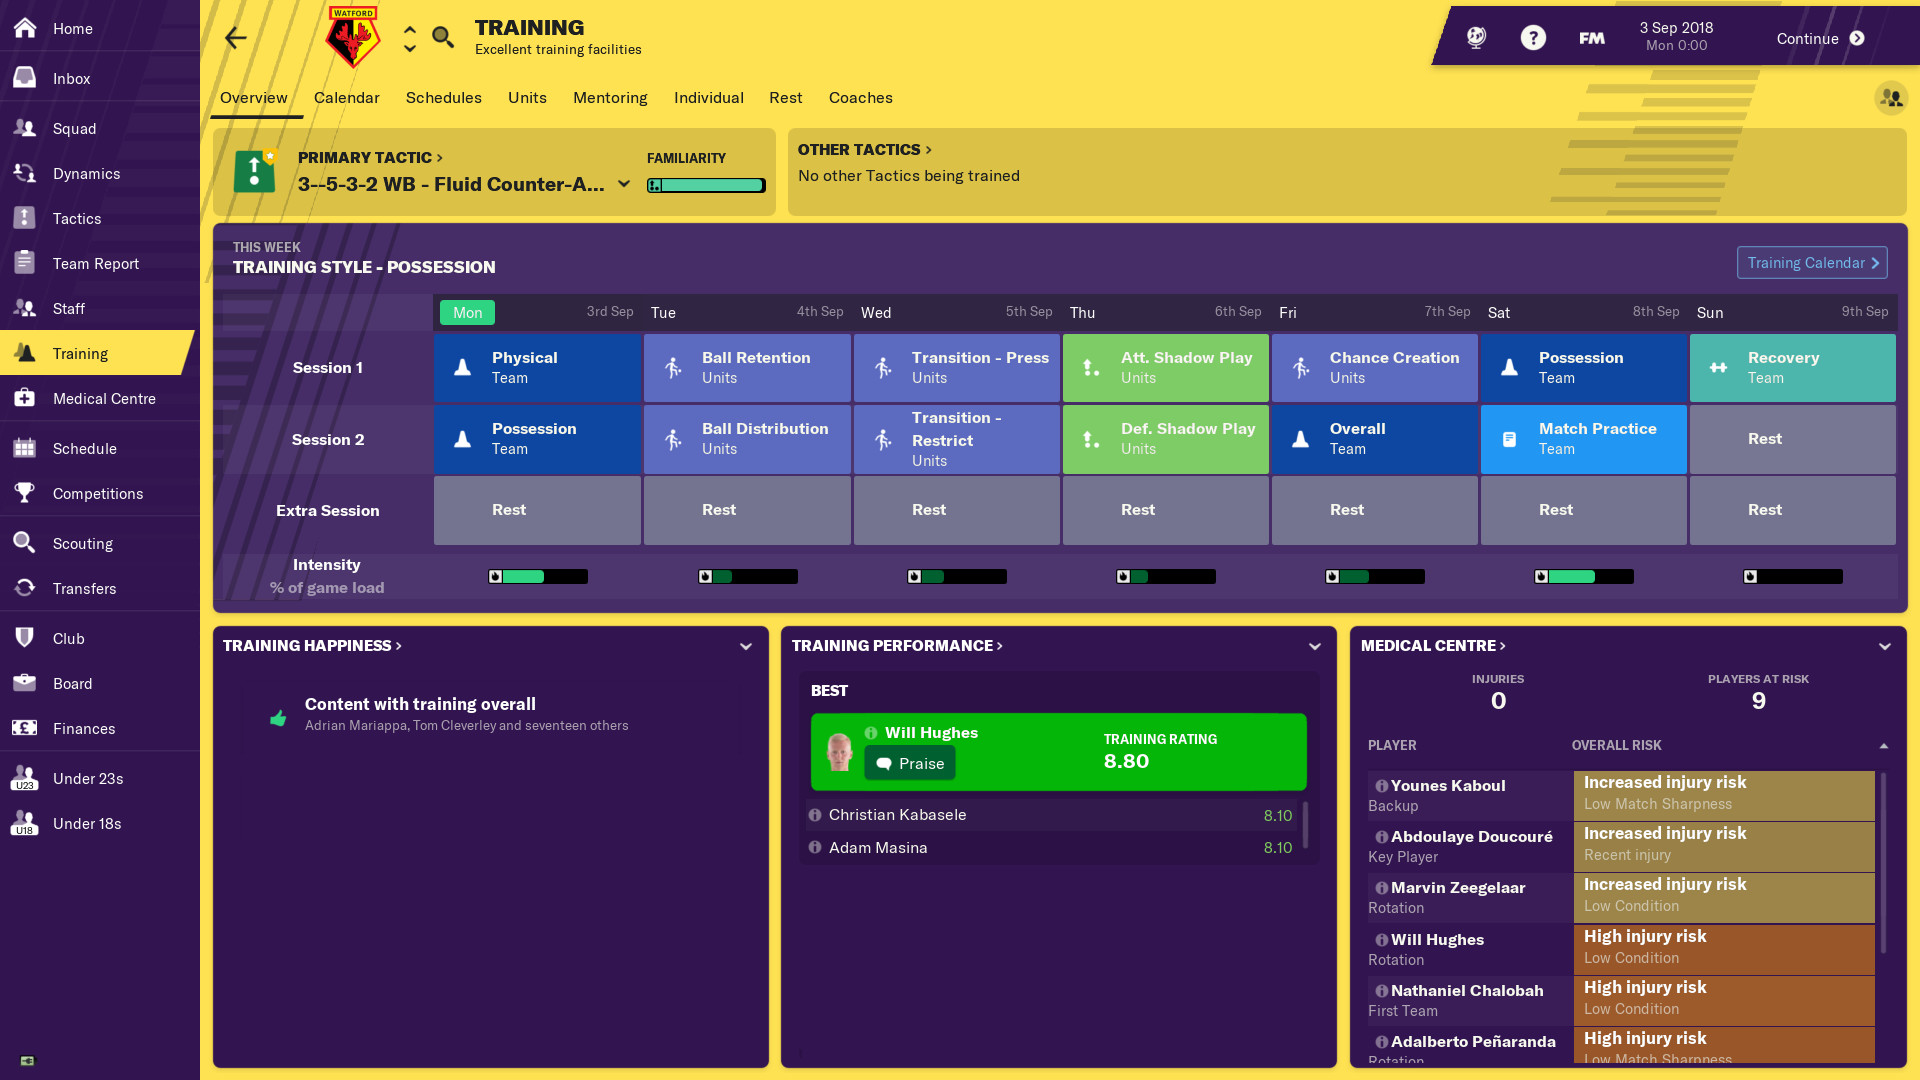 Home
Inbox
Squad
Dynamics
Tactics
Team Report
Staff
Training
Medical Centre
Schedule
Competitions
Scouting
Transfers
Club
Board
Finances
U23
Under 23s
U18
Under 18s
WATFORD
TRAINING
Excellent training facilities
FM
3 Sep 2018
Mon 0:00
Continue
Overview
Calendar
Schedules
Units
Mentoring
Individual
Rest
Coaches
PRIMARY TACTIC >
3--5-3-2 WB - Fluid Counter-A...
FAMILIARITY
OTHER TACTICS >
No other Tactics being trained
THIS WEEK
TRAINING STYLE - POSSESSION
Training Calendar >
Mon 3rd Sep Tue 4th Sep Wed 5th Sep Thu 6th Sep Fri 7th Sep Sat 8th Sep Sun 9th Sep
Session 1
Physical
Team
Ball Retention
Units
Transition - Press
Units
Att. Shadow Play
Units
Chance Creation
Units
Possession
Team
Recovery
Team
Session 2
Possession
Team
Ball Distribution
Units
Transition -
Restrict
Units
Def. Shadow Play
Units
Overall
Team
Match Practice
Team
Rest
Extra Session
Rest Rest Rest Rest Rest Rest Rest
Intensity
% of game load
TRAINING HAPPINESS >
Content with training overall
Adrian Mariappa, Tom Cleverley and seventeen others
TRAINING PERFORMANCE >
BEST
Will Hughes
Praise
TRAINING RATING
8.80
Christian Kabasele 8.10
Adam Masina 8.10
MEDICAL CENTRE >
INJURIES
0
PLAYERS AT RISK
9
PLAYER OVERALL RISK
Younes Kaboul
Backup
Increased injury risk
Low Match Sharpness
Abdoulaye Doucouré
Key Player
Increased injury risk
Recent injury
Marvin Zeegelaar
Rotation
Increased injury risk
Low Condition
Will Hughes
Rotation
High injury risk
Low Condition
Nathaniel Chalobah
First Team
High injury risk
Low Condition
Adalberto Peñaranda
Rotation
High injury risk
Low Match Sharpness